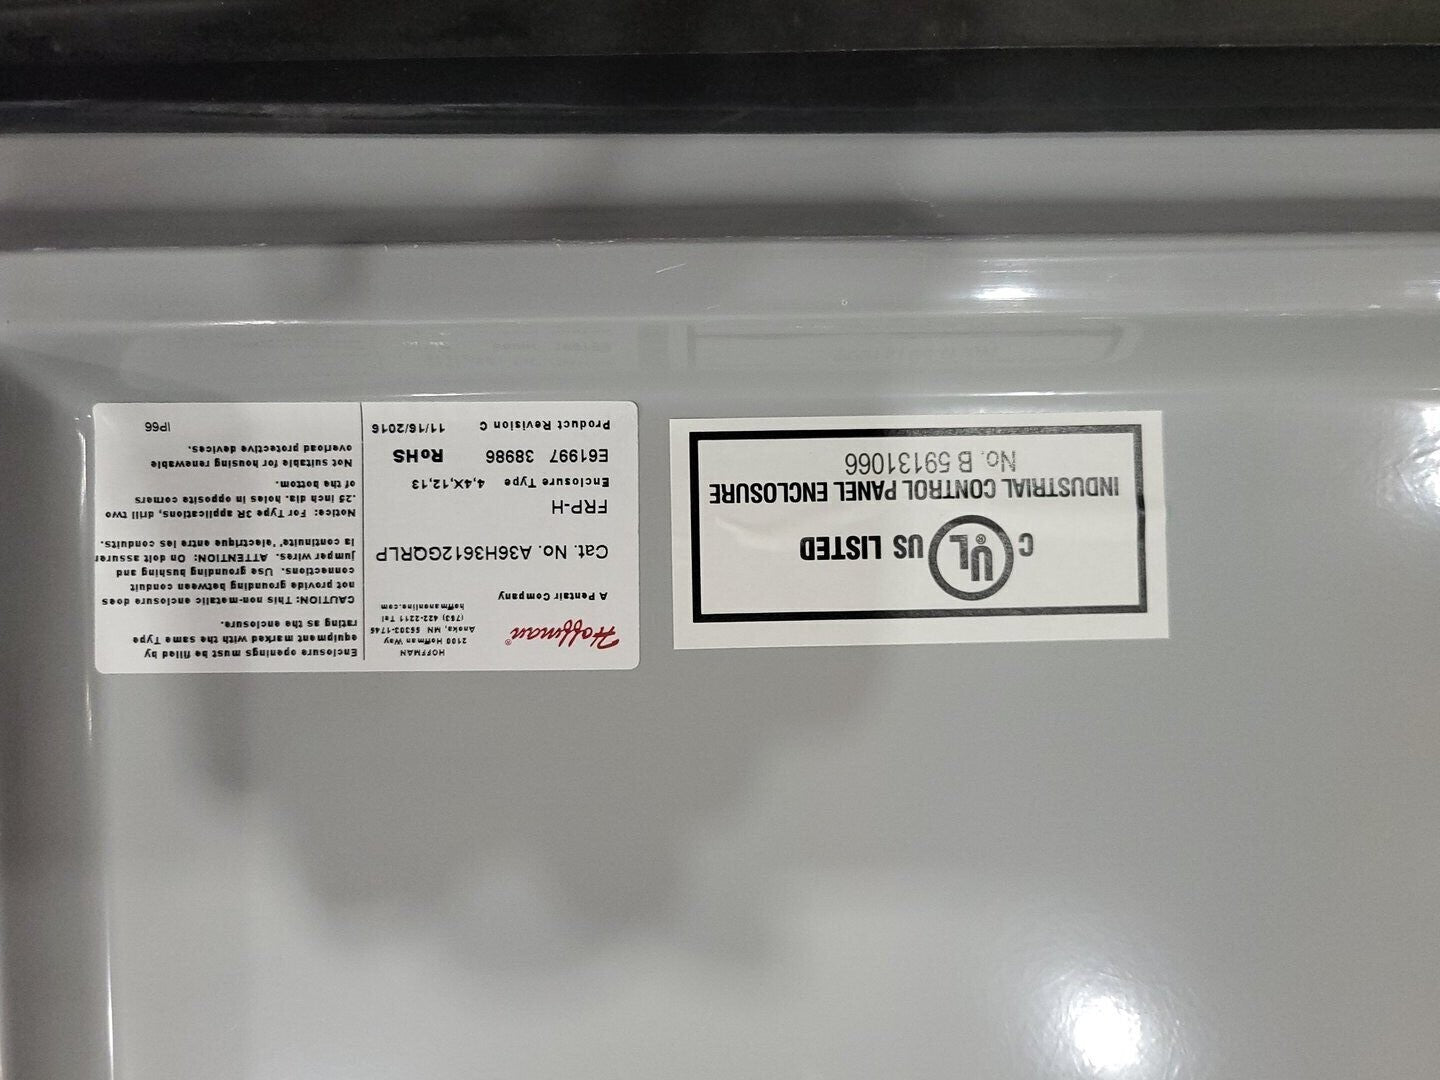 Hoffman®
A Pentair Company
HOFFMAN
2100 Hoffman Way
Anoka, MN 55303-1745
(763) 422-2211 Tel
hoffmanonline.com
Cat. No. A36H3612GQRLP
FRP-H
Enclosure Type 4,4X,12,13
E61997 38986 RoHS
Product Revision C 11/16/2016
Enclosure openings must be filled by
equipment marked with the same Type
rating as the enclosure.
CAUTION: This non-metalic enclosure does
not provide grounding between conduit
connections. Use grounding bushing and
jumper wires. ATTENTION: On doit assurer
la continuite' 'electrique entre les conduits.
Notice: For Type 3R applications, drill two
.25 inch dia. holes in opposite corners
of the bottom.
Not suitable for housing renewable
overload protective devices.
IP66
C UL® US LISTED
INDUSTRIAL CONTROL PANEL ENCLOSURE
No. B 59131066